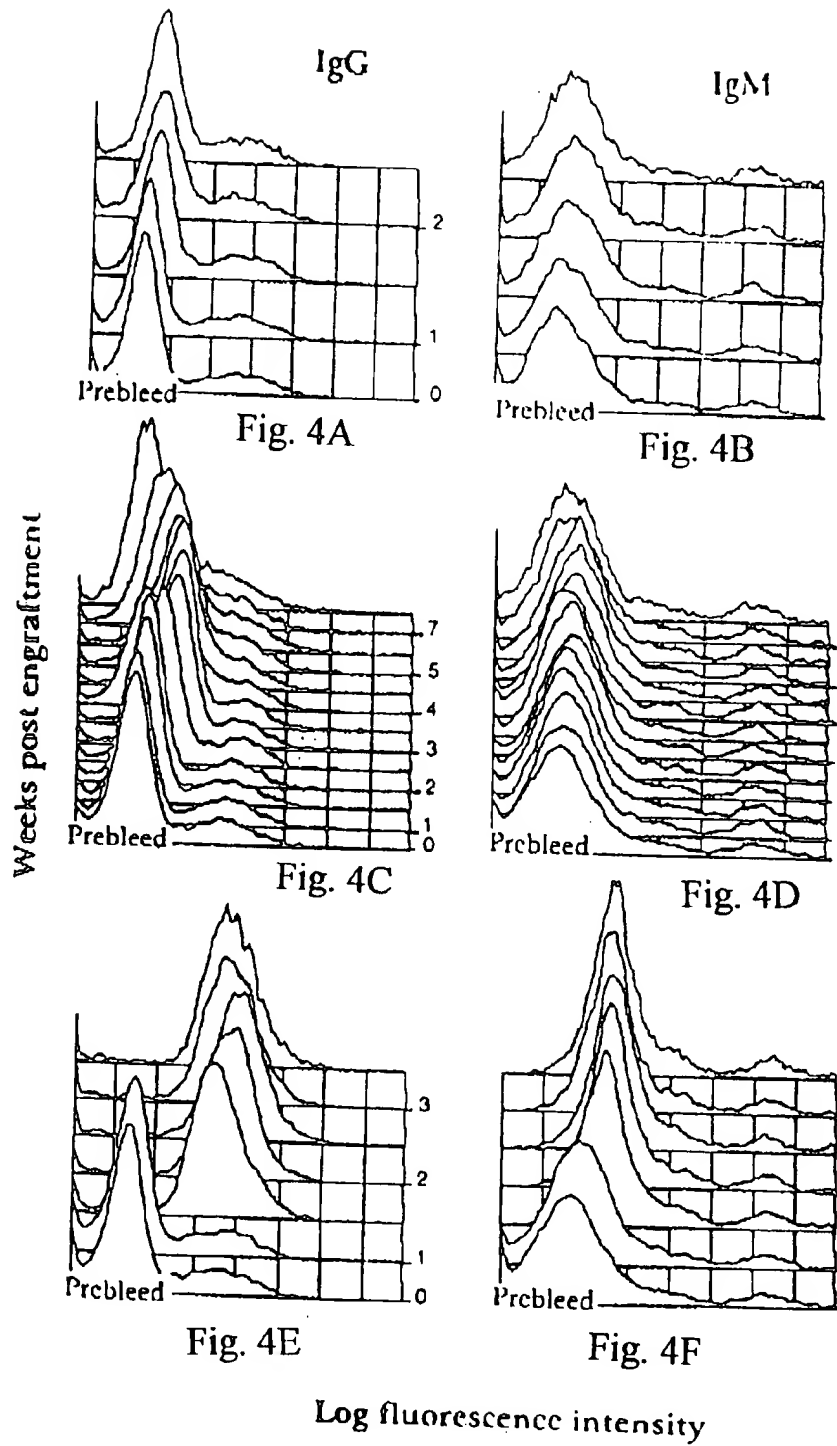 IgG
IgM
2
1
0
Prebleed
Fig. 4A
Prebleed
Fig. 4B
Weeks post engraftment
7
5
4
3
2
1
0
Prebleed
Fig. 4C
Prebleed
Fig. 4D
3
2
1
0
Prebleed
Fig. 4E
Prebleed
Fig. 4F
Log fluorescence intensity